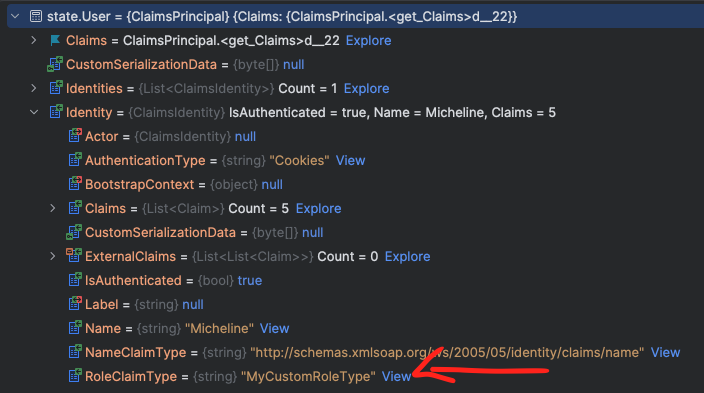 state.User = {ClaimsPrincipal} {Claims: {ClaimsPrincipal.<get_Claims>d__22}}
Claims = ClaimsPrincipal.<get_Claims>d__22 Explore
CustomSerializationData = {byte[]} null
Identities = {List<ClaimsIdentity>} Count = 1 Explore
Identity = {ClaimsIdentity} IsAuthenticated = true, Name = Micheline, Claims = 5
Actor = {ClaimsIdentity} null
AuthenticationType = {string} "Cookies" View
BootstrapContext = {object} null
Claims = {List<Claim>} Count = 5 Explore
CustomSerializationData = {byte[]} null
ExternalClaims = {List<List<Claim>>} Count = 0 Explore
IsAuthenticated = {bool} true
Label = {string} null
Name = {string} "Micheline" View
NameClaimType = {string} "http://schemas.xmlsoap.org/ws/2005/05/identity/claims/name" View
RoleClaimType = {string} "MyCustomRoleType" View